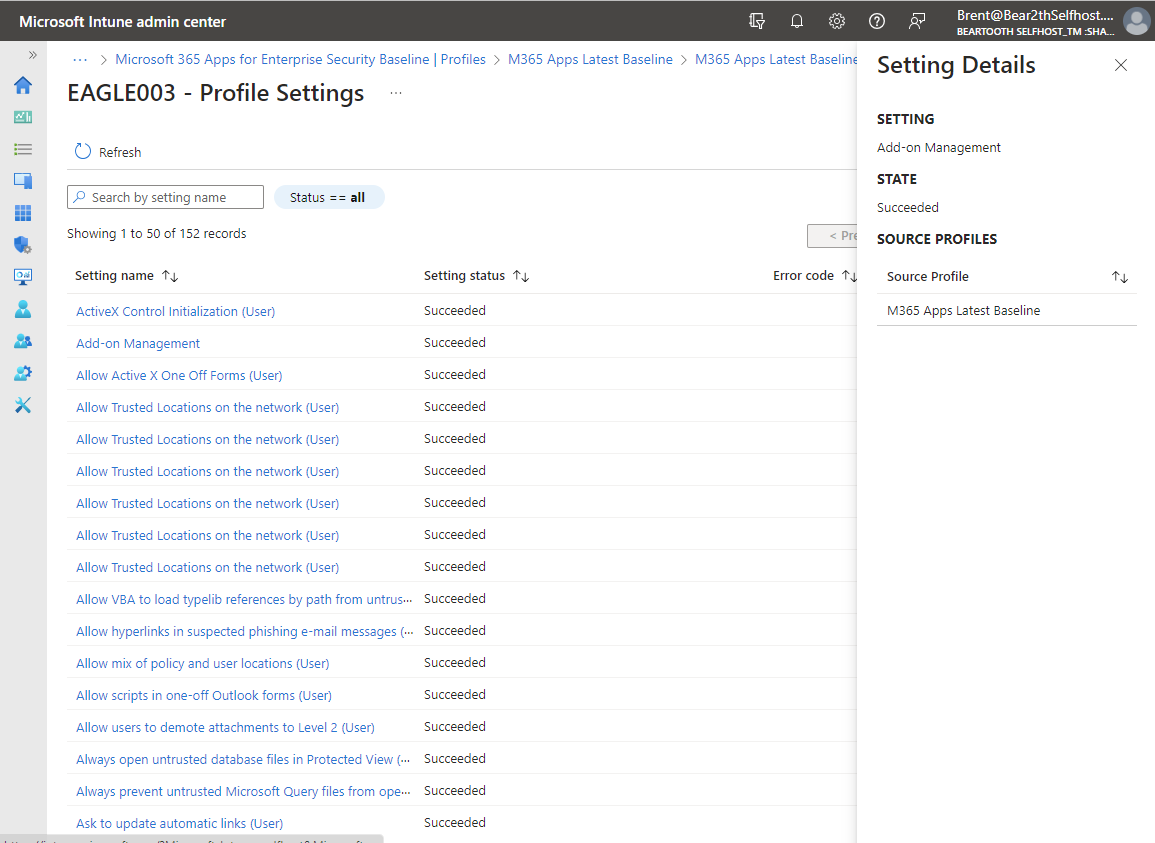 Microsoft Intune admin center
Brent@Bear2thSelfhost....
BEARTOOTH SELFHOST_TM :SHA...
··· > Microsoft 365 Apps for Enterprise Security Baseline | Profiles > M365 Apps Latest Baseline > M365 Apps Latest Baseline
EAGLE003 - Profile Settings ···
Refresh
Search by setting name
Status == all
Showing 1 to 50 of 152 records
< Pre
Setting name ↑↓ Setting status ↑↓ Error code ↑↓
ActiveX Control Initialization (User) Succeeded
Add-on Management Succeeded
Allow Active X One Off Forms (User) Succeeded
Allow Trusted Locations on the network (User) Succeeded
Allow Trusted Locations on the network (User) Succeeded
Allow Trusted Locations on the network (User) Succeeded
Allow Trusted Locations on the network (User) Succeeded
Allow Trusted Locations on the network (User) Succeeded
Allow Trusted Locations on the network (User) Succeeded
Allow VBA to load typelib references by path from untrus··· Succeeded
Allow hyperlinks in suspected phishing e-mail messages (··· Succeeded
Allow mix of policy and user locations (User) Succeeded
Allow scripts in one-off Outlook forms (User) Succeeded
Allow users to demote attachments to Level 2 (User) Succeeded
Always open untrusted database files in Protected View (··· Succeeded
Always prevent untrusted Microsoft Query files from ope··· Succeeded
Ask to update automatic links (User) Succeeded
Setting Details
SETTING
Add-on Management
STATE
Succeeded
SOURCE PROFILES
Source Profile ↑↓
M365 Apps Latest Baseline